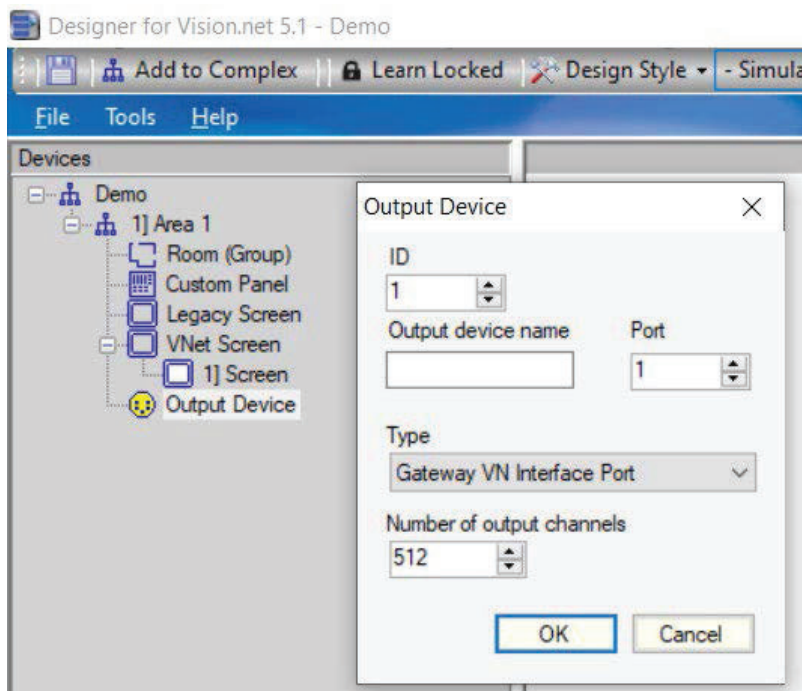 Designer for Vision.net 5.1 - Demo
Add to Complex Learn Locked Design Style - Simula
File Tools Help
Devices
Demo
1] Area 1
Room (Group)
Custom Panel
Legacy Screen
VNet Screen
1] Screen
Output Device
Output Device
ID
1
Output device name Port
1
Type
Gateway VN Interface Port
Number of output channels
512
OK Cancel